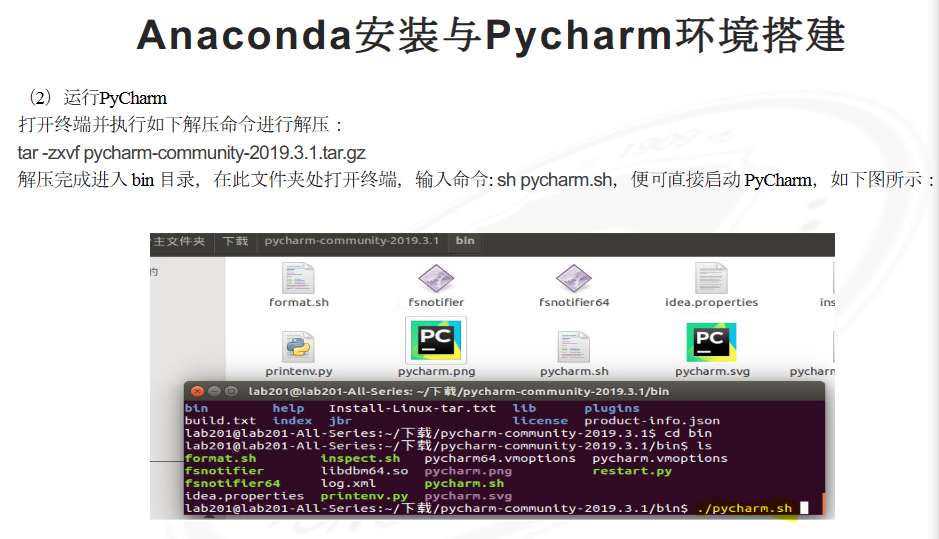 Anaconda安装与Pycharm环境搭建
（2）运行PyCharm
打开终端并执行如下解压命令进行解压：
tar -zxvf pycharm-community-2019.3.1.tar.gz
解压完成进入 bin 目录，在此文件夹处打开终端，输入命令: sh pycharm.sh，便可直接启动 PyCharm，如下图所示：
主文件夹 下载 pycharm-community-2019.3.1 bin
的
format.sh fsnotifier fsnotifier64 idea.properties ins
PC PC
printenv.py pycharm.png pycharm.sh pycharm.svg pycharm
lab201@lab201-All-Series: ~/下载/pycharm-community-2019.3.1/bin
bin help Install-Linux-tar.txt lib plugins
build.txt index jbr license product-info.json
lab201@lab201-All-Series:~/下载/pycharm-community-2019.3.1$ cd bin
lab201@lab201-All-Series:~/下载/pycharm-community-2019.3.1/bin$ ls
format.sh inspect.sh pycharm64.vmoptions pycharm.vmoptions
fsnotifier libdbm64.so pycharm.png restart.py
fsnotifier64 log.xml pycharm.sh
idea.properties printenv.py pycharm.svg
lab201@lab201-All-Series:~/下载/pycharm-community-2019.3.1/bin$ ./pycharm.sh